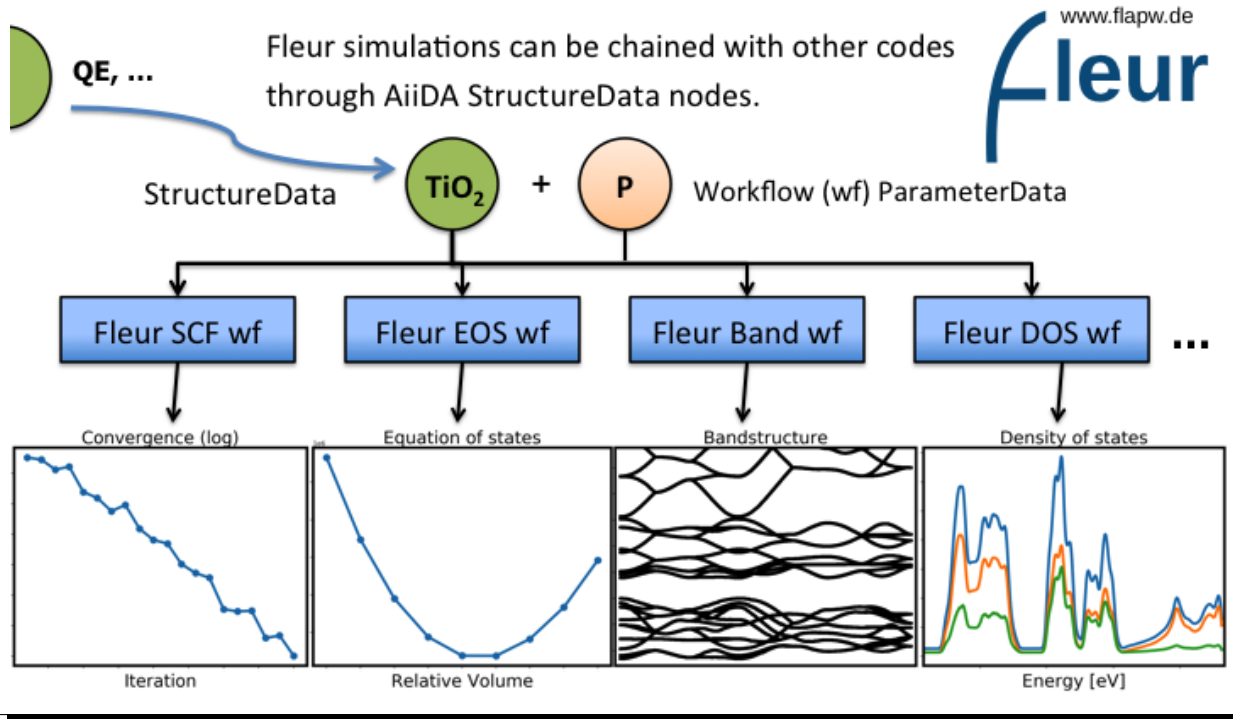 www.flapw.de
Fleur
QE, ...
Fleur simulations can be chained with other codes
through AiiDA StructureData nodes.
StructureData
TiO₂
+
P
Workflow (wf) ParameterData
Fleur SCF wf
Fleur EOS wf
Fleur Band wf
Fleur DOS wf
...
Convergence (log)
Equation of states
Bandstructure
Density of states
Iteration
Relative Volume
Energy [eV]